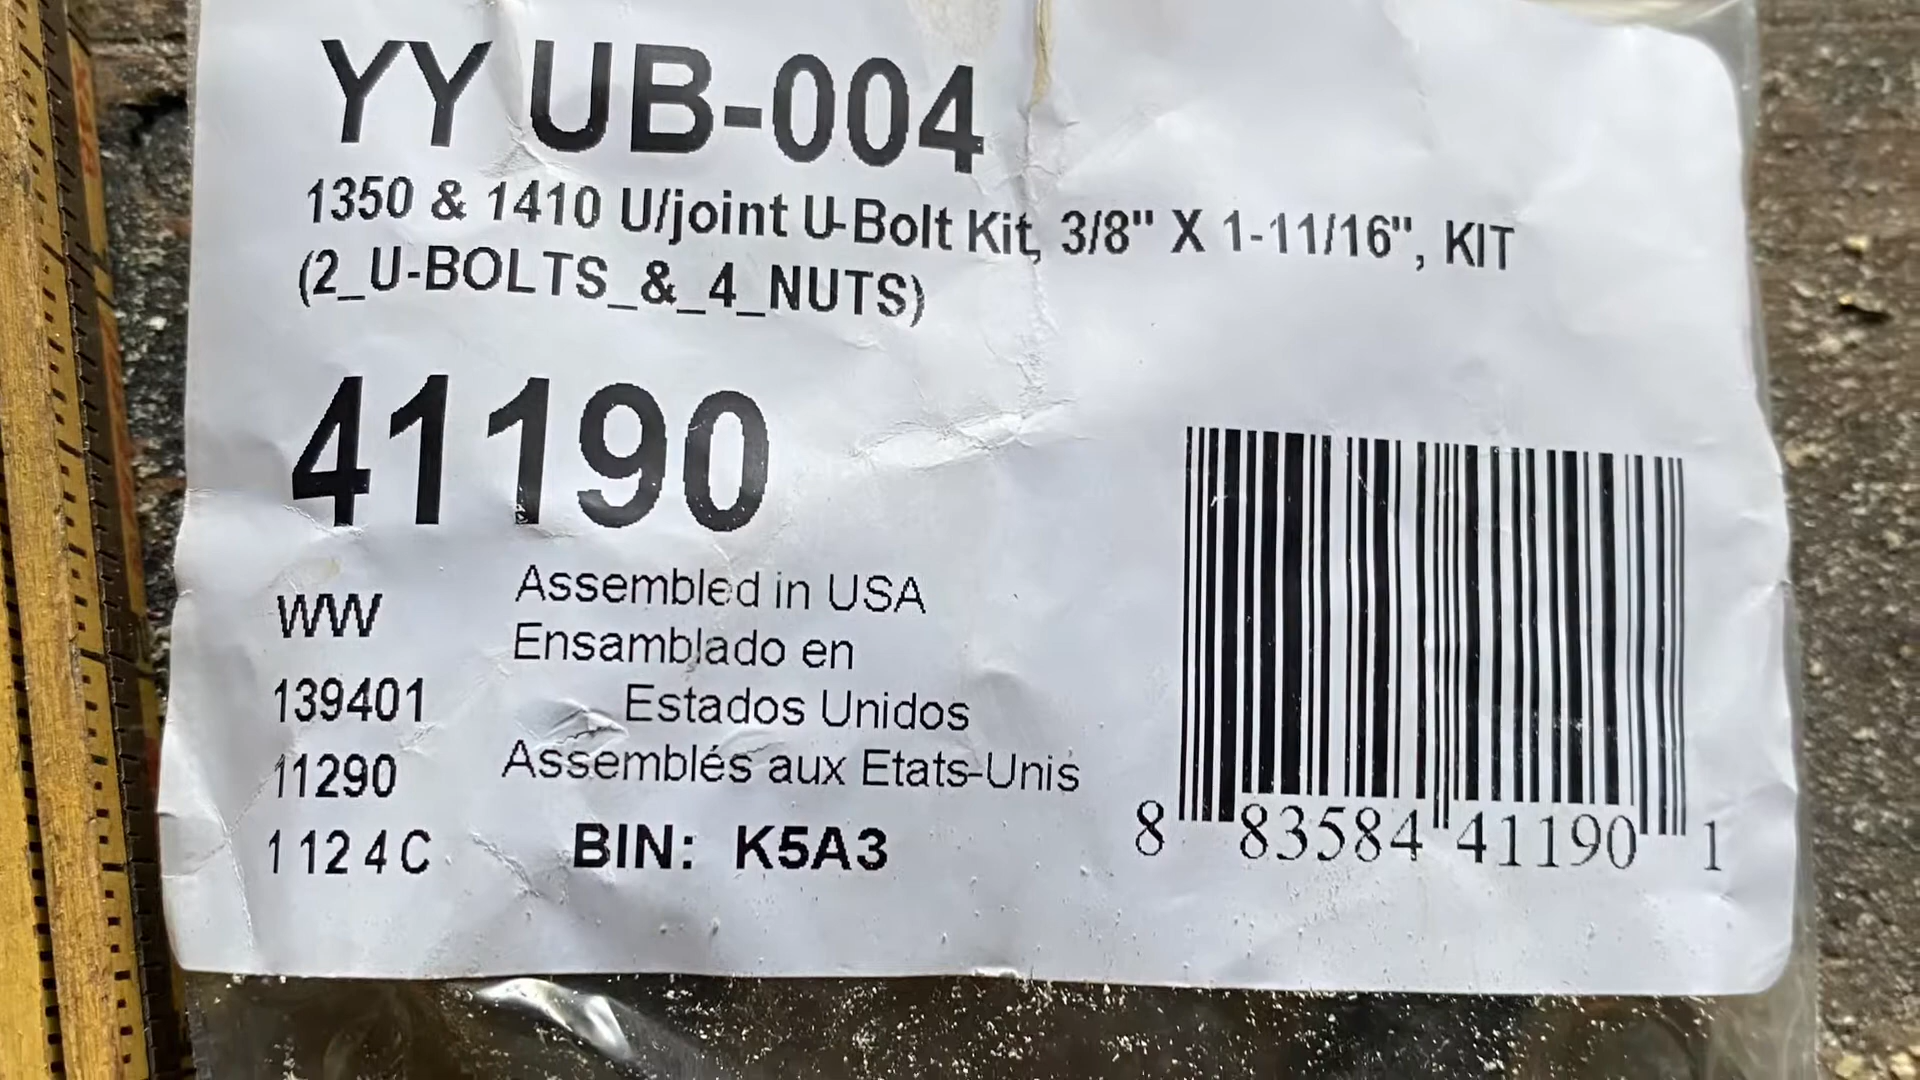 YY UB-004
1350 & 1410 U/joint U-Bolt Kit, 3/8" X 1-11/16", KIT
(2_U-BOLTS_&_4_NUTS)
41190
WW
139401
11290
1 12 4 C
Assembled in USA
Ensamblado en
Estados Unidos
Assemblés aux Etats-Unis
BIN: K5A3
8 83584 41190 1